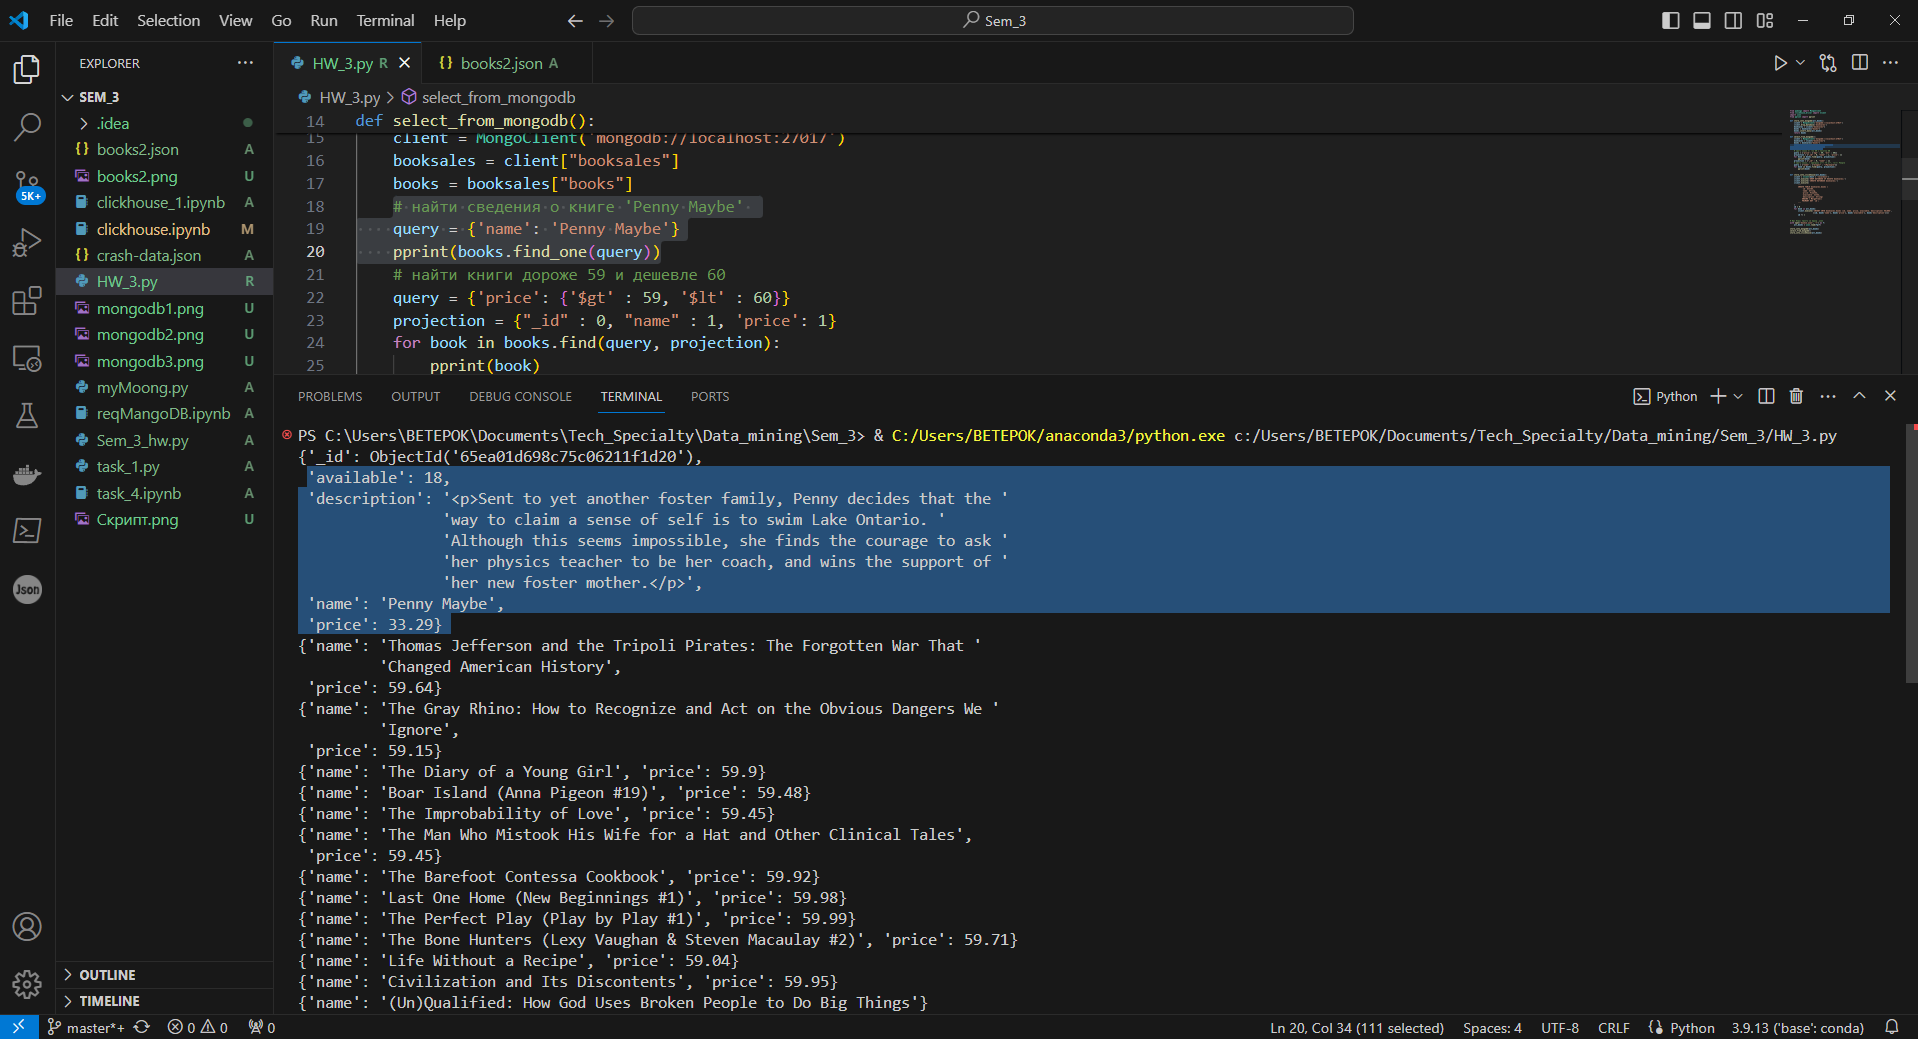 File Edit Selection View Go Run Terminal Help
Sem_3
EXPLORER
SEM_3
.idea
books2.json A
books2.png U
clickhouse_1.ipynb A
clickhouse.ipynb M
crash-data.json A
HW_3.py R
mongodb1.png U
mongodb2.png U
mongodb3.png U
myMoong.py A
reqMangoDB.ipynb A
Sem_3_hw.py A
task_1.py A
task_4.ipynb A
Скрипт.png U
OUTLINE
TIMELINE
5K+
Json
HW_3.py R
books2.json A
HW_3.py > select_from_mongodb
14 def select_from_mongodb():
15 client = MongoClient('mongodb://localhost:27017')
16 booksales = client["booksales"]
17 books = booksales["books"]
18 # найти сведения о книге 'Penny Maybe'
19 query = {'name': 'Penny Maybe'}
20 pprint(books.find_one(query))
21 # найти книги дороже 59 и дешевле 60
22 query = {'price': {'$gt' : 59, '$lt' : 60}}
23 projection = {"_id" : 0, "name" : 1, 'price': 1}
24 for book in books.find(query, projection):
25 pprint(book)
PROBLEMS OUTPUT DEBUG CONSOLE TERMINAL PORTS
Python
PS C:\Users\BETEPOK\Documents\Tech_Specialty\Data_mining\Sem_3> & C:/Users/BETEPOK/anaconda3/python.exe c:/Users/BETEPOK/Documents/Tech_Specialty/Data_mining/Sem_3/HW_3.py
{'_id': ObjectId('65ea01d698c75c06211f1d20'),
'available': 18,
'description': '<p>Sent to yet another foster family, Penny decides that the '
'way to claim a sense of self is to swim Lake Ontario. '
'Although this seems impossible, she finds the courage to ask '
'her physics teacher to be her coach, and wins the support of '
'her new foster mother.</p>',
'name': 'Penny Maybe',
'price': 33.29}
{'name': 'Thomas Jefferson and the Tripoli Pirates: The Forgotten War That '
'Changed American History',
'price': 59.64}
{'name': 'The Gray Rhino: How to Recognize and Act on the Obvious Dangers We '
'Ignore',
'price': 59.15}
{'name': 'The Diary of a Young Girl', 'price': 59.9}
{'name': 'Boar Island (Anna Pigeon #19)', 'price': 59.48}
{'name': 'The Improbability of Love', 'price': 59.45}
{'name': 'The Man Who Mistook His Wife for a Hat and Other Clinical Tales',
'price': 59.45}
{'name': 'The Barefoot Contessa Cookbook', 'price': 59.92}
{'name': 'Last One Home (New Beginnings #1)', 'price': 59.98}
{'name': 'The Perfect Play (Play by Play #1)', 'price': 59.99}
{'name': 'The Bone Hunters (Lexy Vaughan & Steven Macaulay #2)', 'price': 59.71}
{'name': 'Life Without a Recipe', 'price': 59.04}
{'name': 'Civilization and Its Discontents', 'price': 59.95}
{'name': '(Un)Qualified: How God Uses Broken People to Do Big Things'}
master*+ 0 0 0
Ln 20, Col 34 (111 selected) Spaces: 4 UTF-8 CRLF Python 3.9.13 ('base': conda)